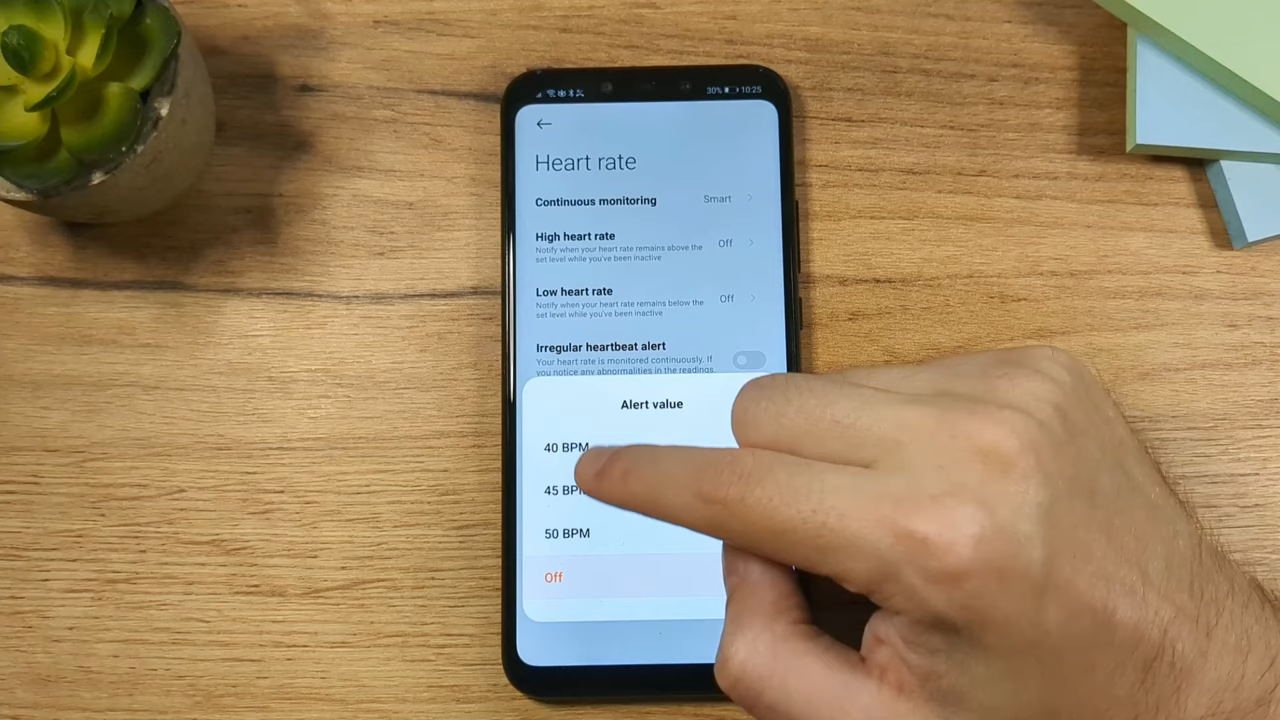 30% 10:25
Heart rate
Continuous monitoring Smart
High heart rate
Off
Notify when your heart rate remains above the
set level while you've been inactive
Low heart rate
Off
Notify when your heart rate remains below the
set level while you've been inactive
Irregular heartbeat alert
Your heart rate is monitored continuously. If
you notice any abnormalities in the readings,
Alert value
40 BPM
45 BPM
50 BPM
Off